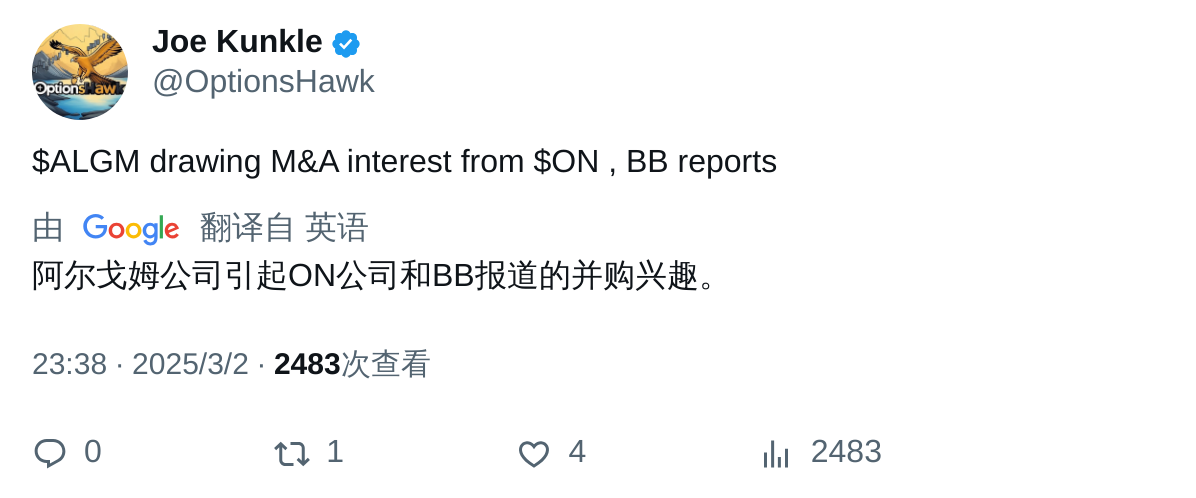 Joe Kunkle
@OptionsHawk
OptionsHawk
$ALGM drawing M&A interest from $ON , BB reports
由 Google 翻译自 英语
阿尔戈姆公司引起ON公司和BB报道的并购兴趣。
23:38 · 2025/3/2 · 2483次查看
0 1 4 2483